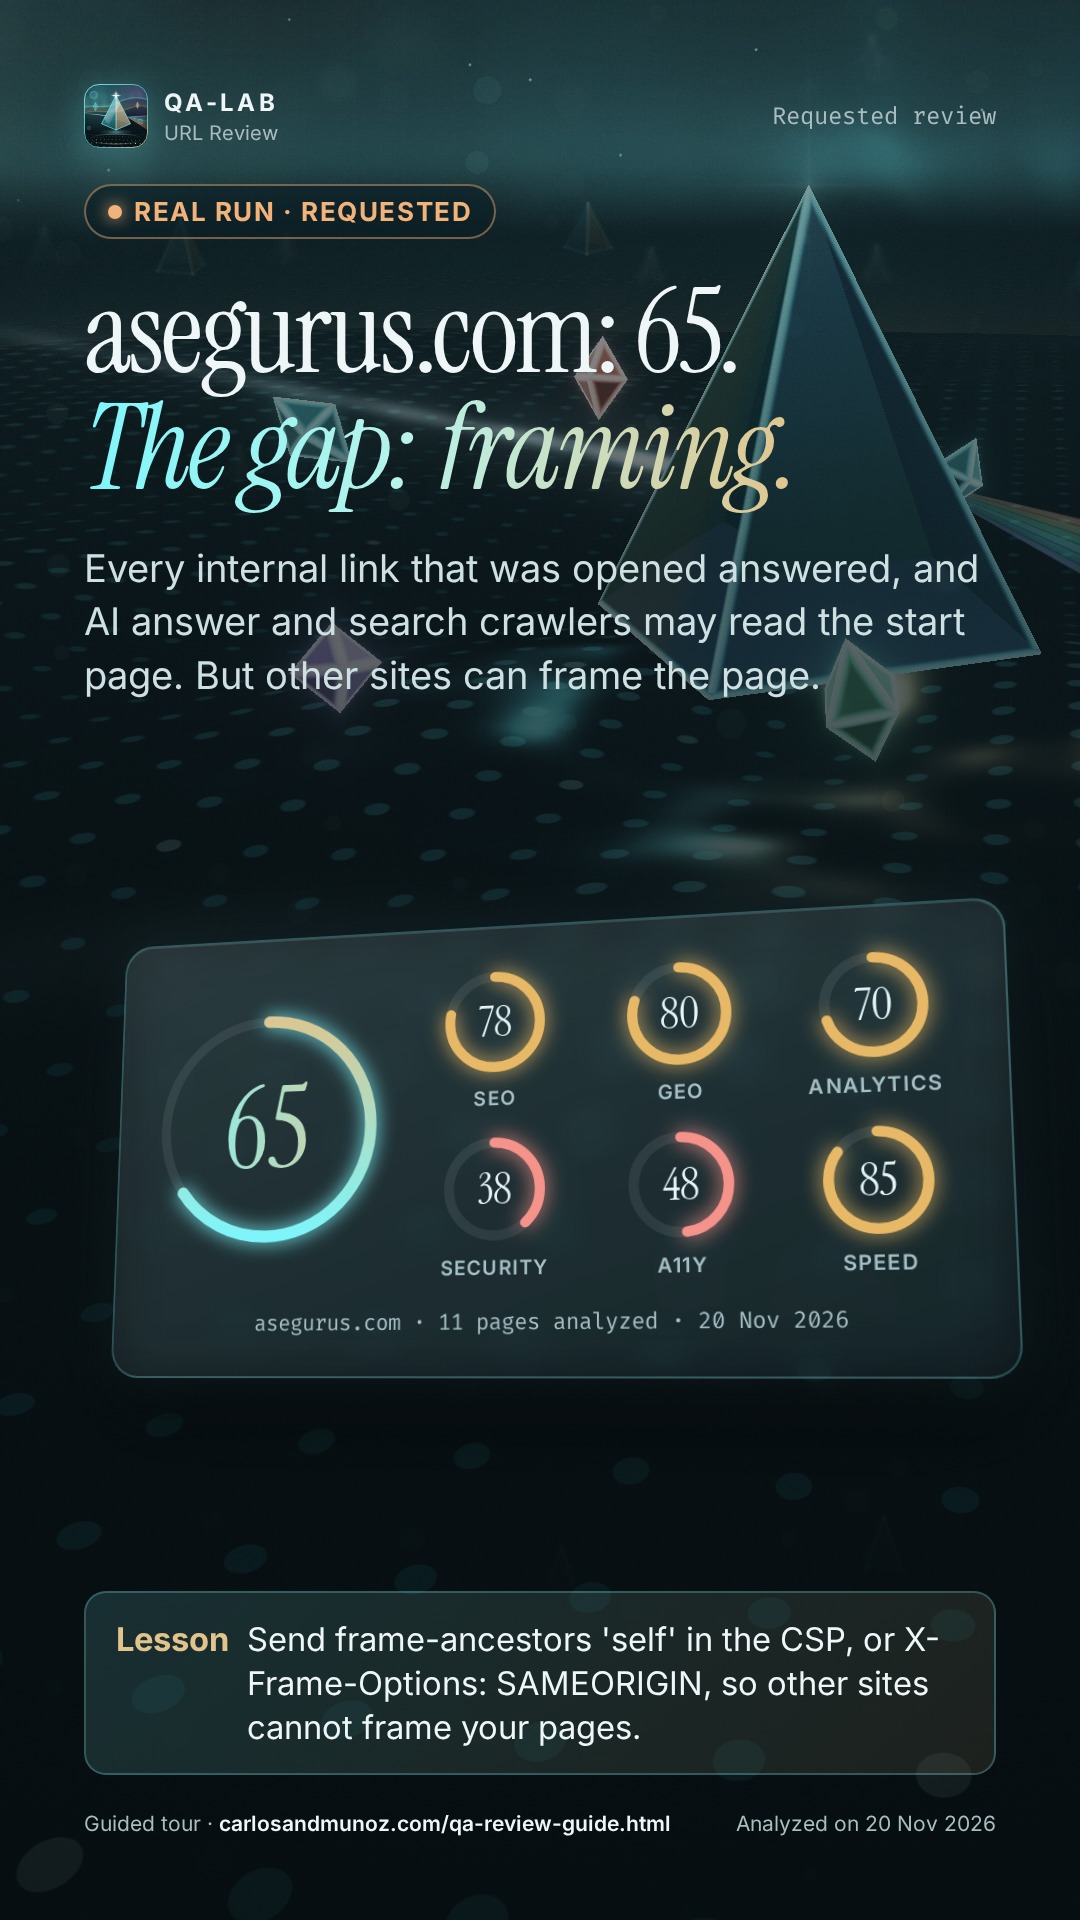 QA-LAB
URL Review
Requested review
REAL RUN · REQUESTED
asegurus.com: 65.
The gap: framing.
Every internal link that was opened answered, and
AI answer and search crawlers may read the start
page. But other sites can frame the page.
65
78
SEO
80
GEO
70
ANALYTICS
38
SECURITY
48
A11Y
85
SPEED
asegurus.com · 11 pages analyzed · 20 Nov 2026
Lesson Send frame-ancestors 'self' in the CSP, or X-
Frame-Options: SAMEORIGIN, so other sites
cannot frame your pages.
Guided tour · carlosandmunoz.com/qa-review-guide.html
Analyzed on 20 Nov 2026